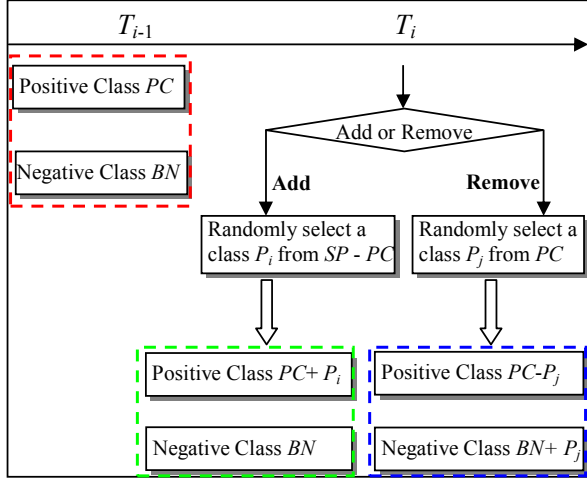 T_{i-1} T_i
Positive Class PC
Negative Class BN
Add or Remove
Add Remove
Randomly select a
class P_i from SP - PC
Randomly select a
class P_j from PC
Positive Class PC+ P_i
Negative Class BN
Positive Class PC-P_j
Negative Class BN+ P_j